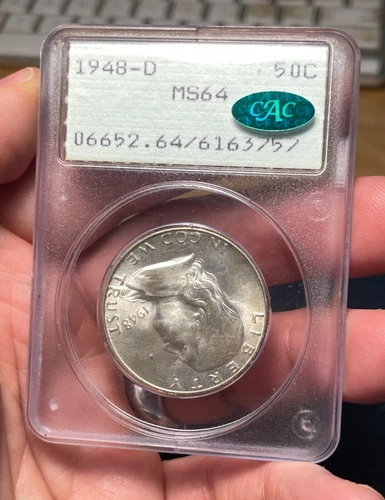 1948-D 50C
MS64
CAC
06652.64/6163757
LIBERTY
IN GOD WE TRUST
1948